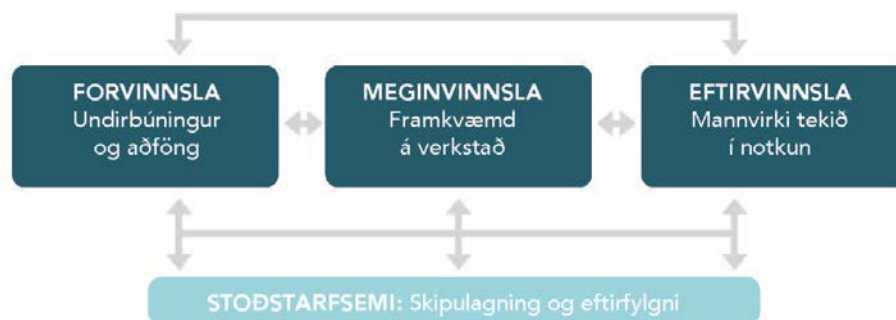 FORVINNSLA
Undirbúningur
og aðföng
MEGINVINNSLA
Framkvæmd
á verkstað
EFTIRVINNSLA
Mannvirki tekið
í notkun
STOÐSTARFSEMI: Skipulagning og eftirfylgni